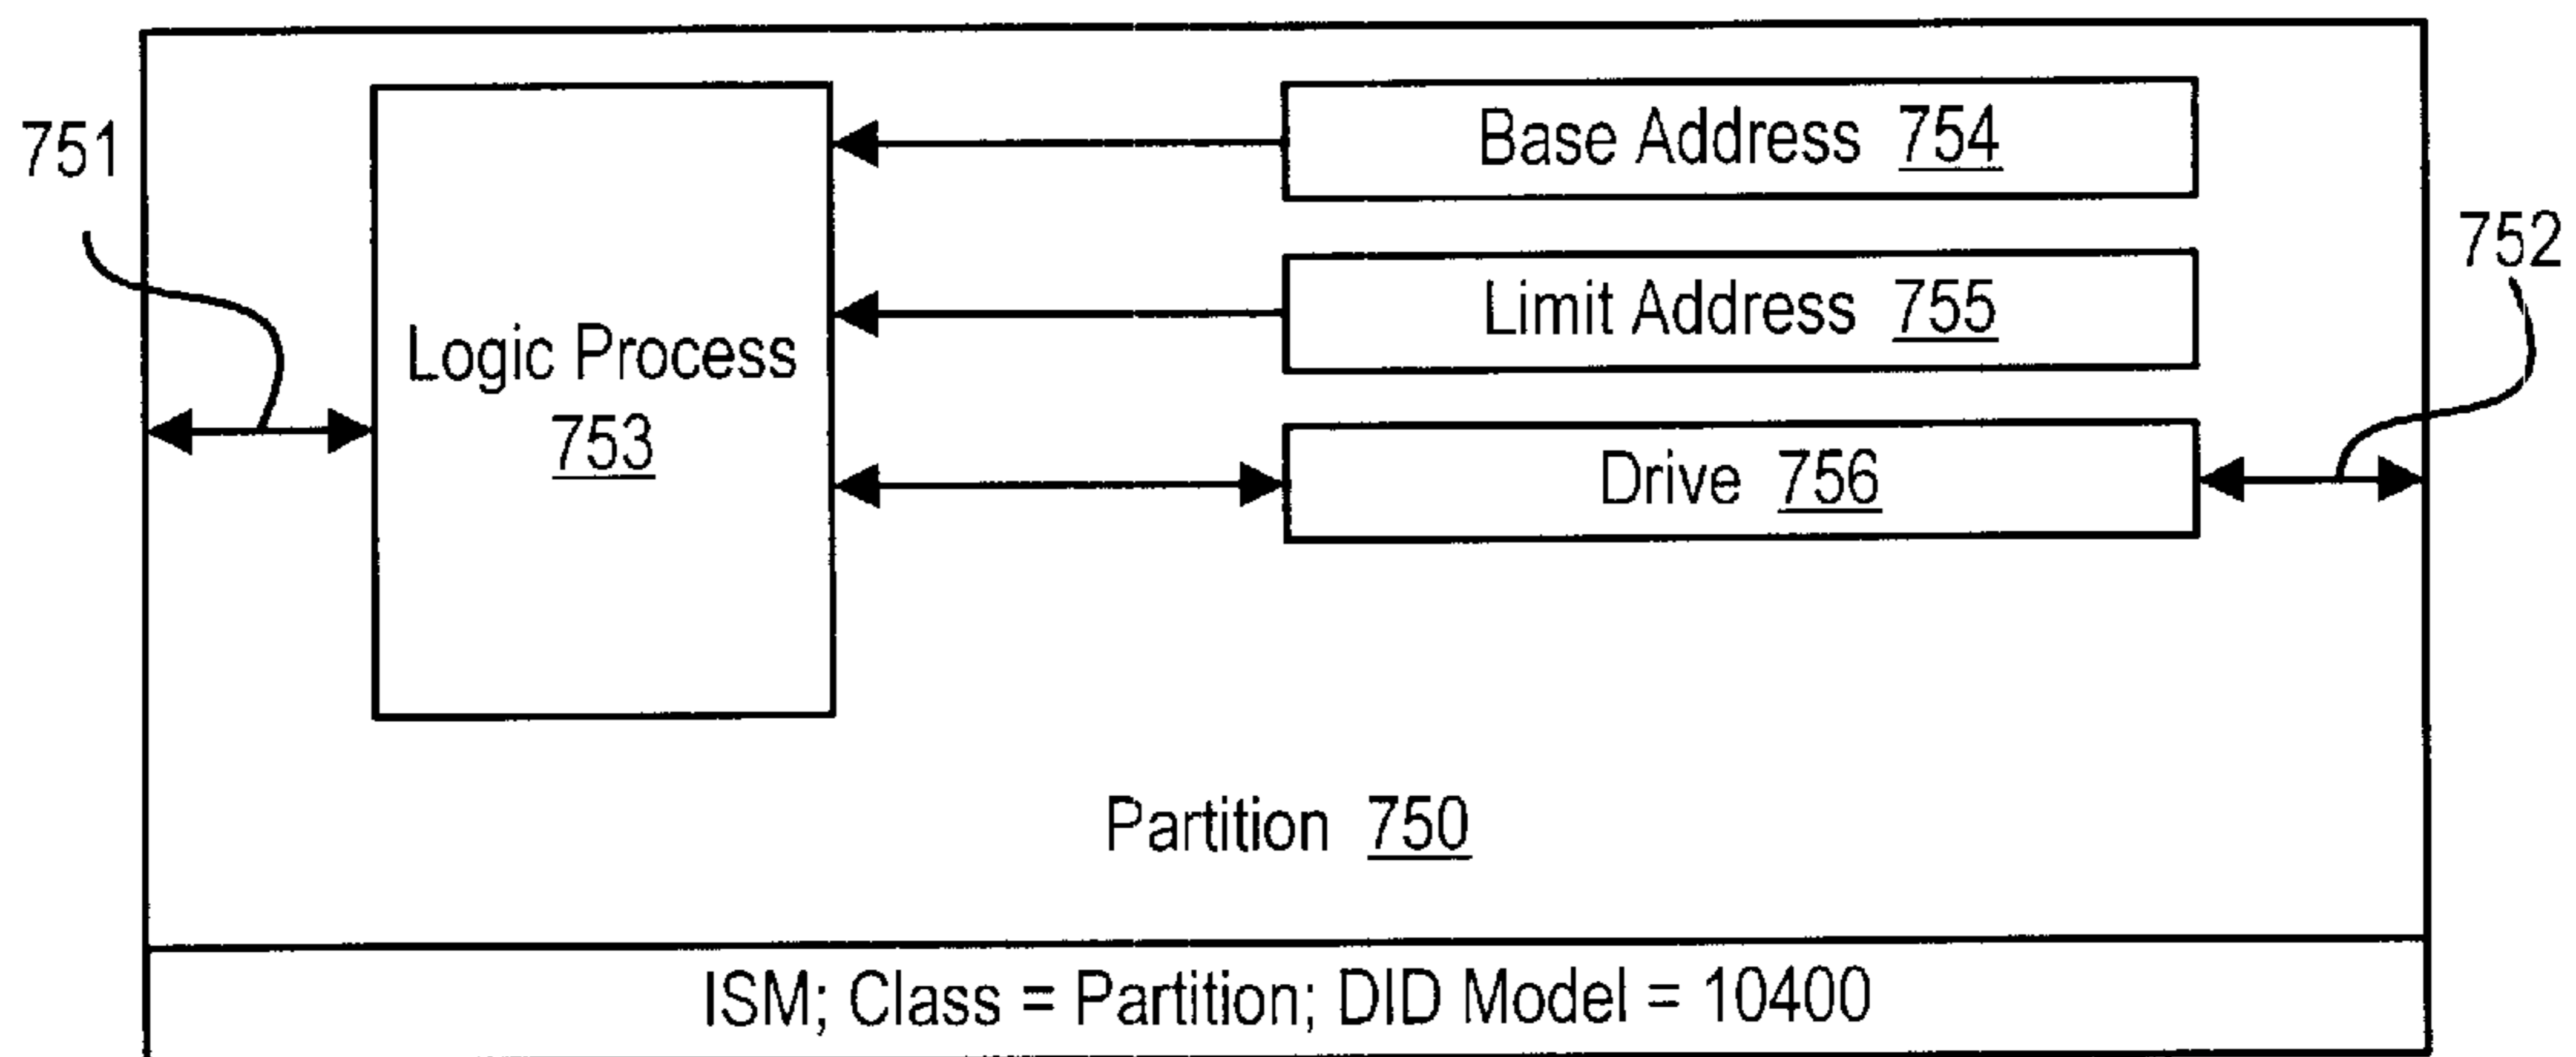 751
Base Address 754
752
Limit Address 755
Logic Process
753
Drive 756
Partition 750
ISM; Class = Partition; DID Model = 10400